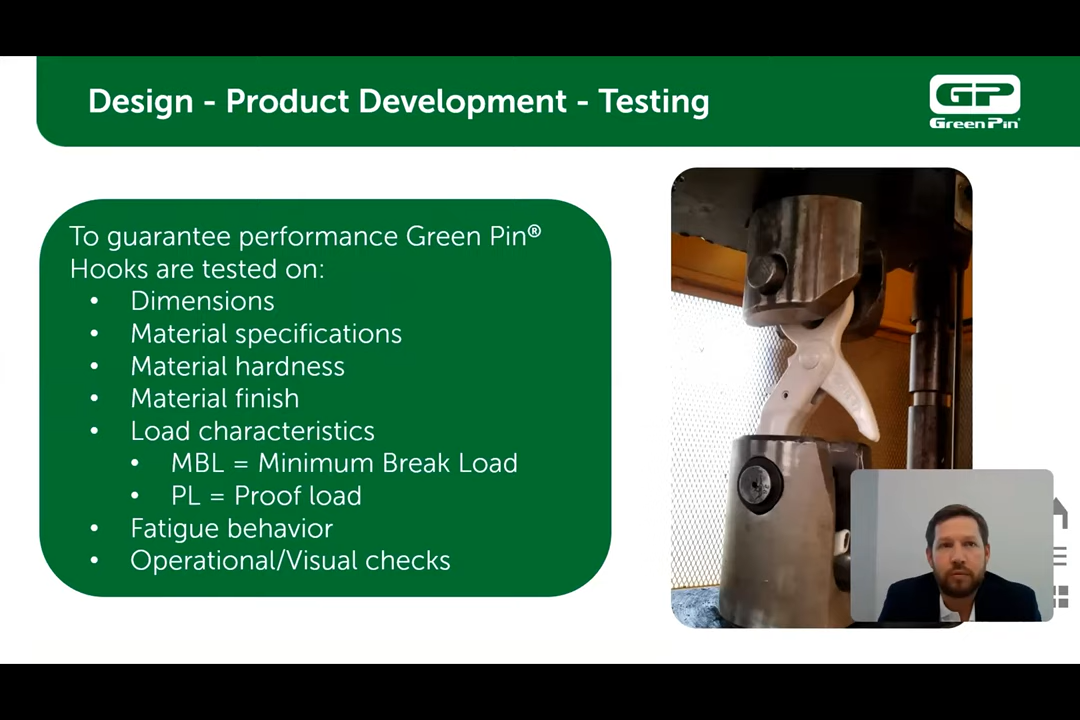 Design - Product Development - Testing
GP
Green Pin®
To guarantee performance Green Pin®
Hooks are tested on:
• Dimensions
• Material specifications
• Material hardness
• Material finish
• Load characteristics
• MBL = Minimum Break Load
• PL = Proof load
• Fatigue behavior
• Operational/Visual checks